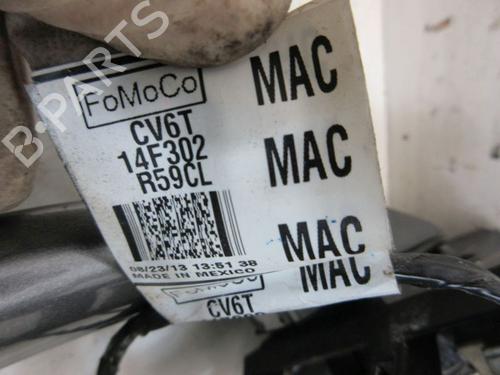 FoMoCo
MAC
CV6T
14F302
MAC
R59CL
MAC
08/23/13 13:51 38
MADE IN MEXICO
MAC
FoMoCo
CV6T
B-PARTS